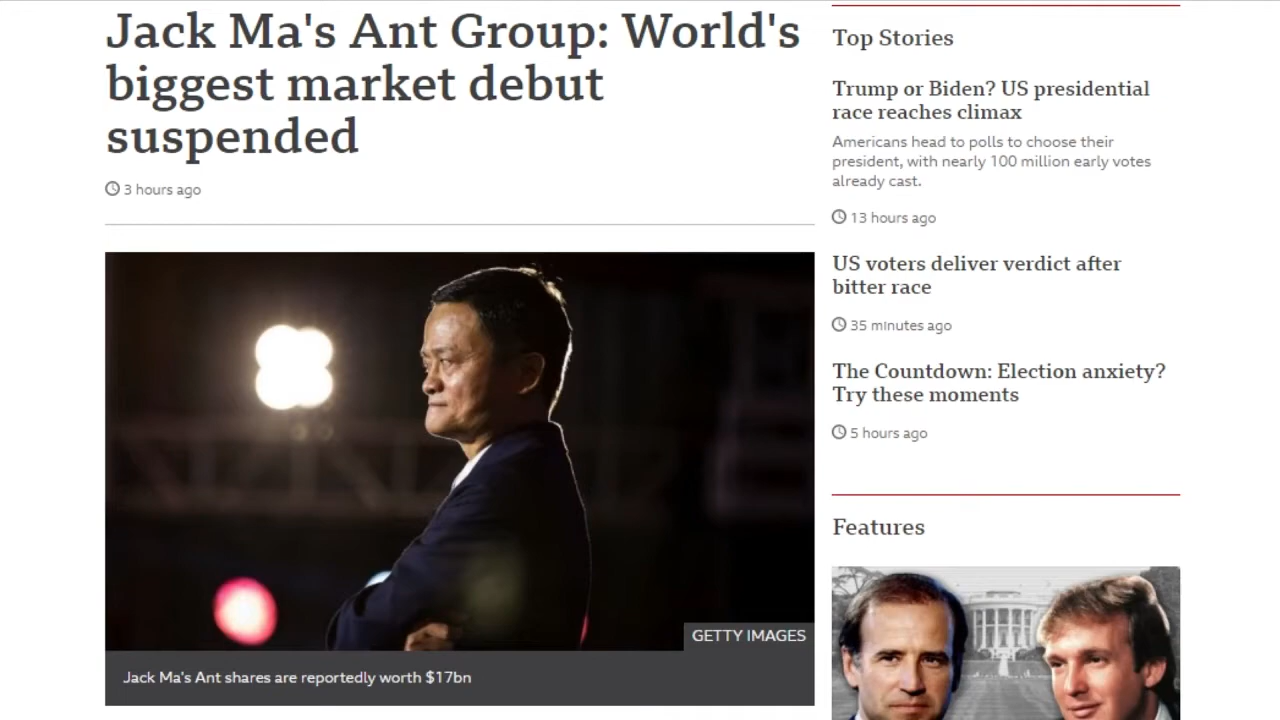 Jack Ma's Ant Group: World's
biggest market debut
suspended
3 hours ago
GETTY IMAGES
Jack Ma's Ant shares are reportedly worth $17bn
Top Stories
Trump or Biden? US presidential
race reaches climax
Americans head to polls to choose their
president, with nearly 100 million early votes
already cast.
13 hours ago
US voters deliver verdict after
bitter race
35 minutes ago
The Countdown: Election anxiety?
Try these moments
5 hours ago
Features